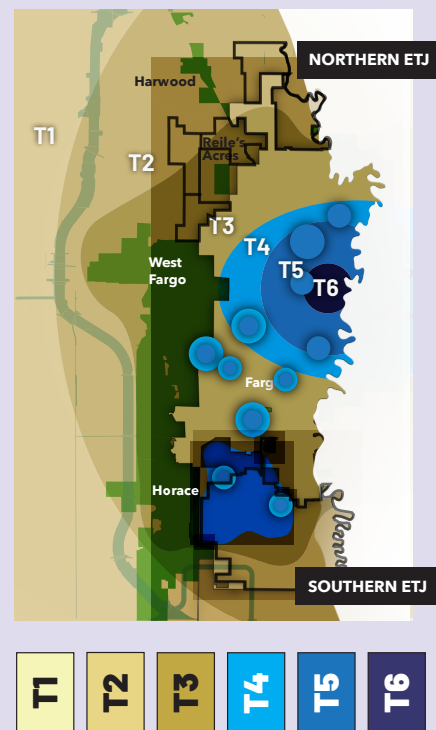 NORTHERN ETJ
Harwood
T1
Reile's
Acres
T2
T3
T4
West
Fargo
T5
T6
Farg
Horace
SOUTHERN ETJ
T1
T2
T3
T4
T5
T6